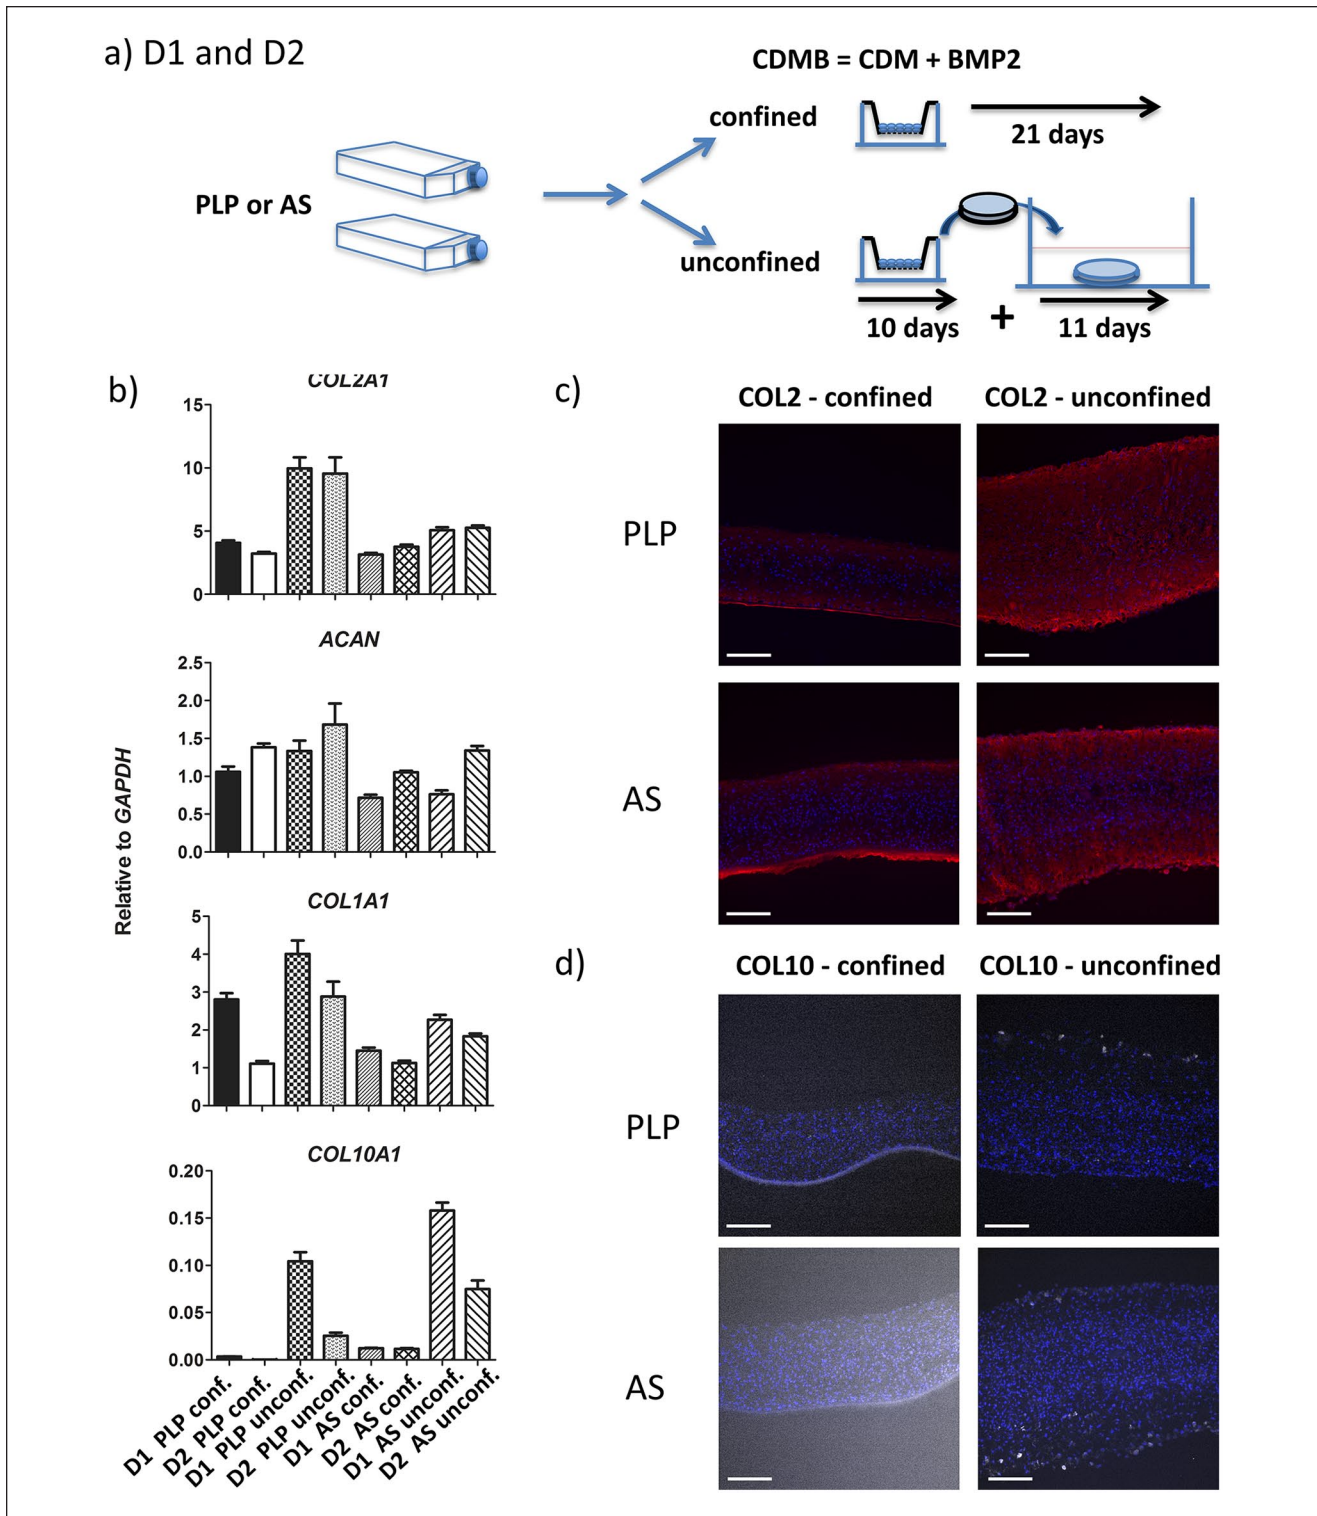 a) D1 and D2
CDMB = CDM + BMP2
confined
21 days
PLP or AS
unconfined
10 days + 11 days
b)
COL2A1
15
10
5
0
ACAN
2.5
2.0
1.5
1.0
0.5
0.0
Relative to GAPDH
COL1A1
5
4
3
2
1
0
COL10A1
0.20
0.15
0.10
0.05
0.00
D1 PLP conf.
D2 PLP conf.
D1 PLP unconf.
D2 PLP unconf.
D1 AS conf.
D2 AS conf.
D1 AS unconf.
D2 AS unconf.
c)
COL2 - confined COL2 - unconfined
PLP
AS
d)
COL10 - confined COL10 - unconfined
PLP
AS